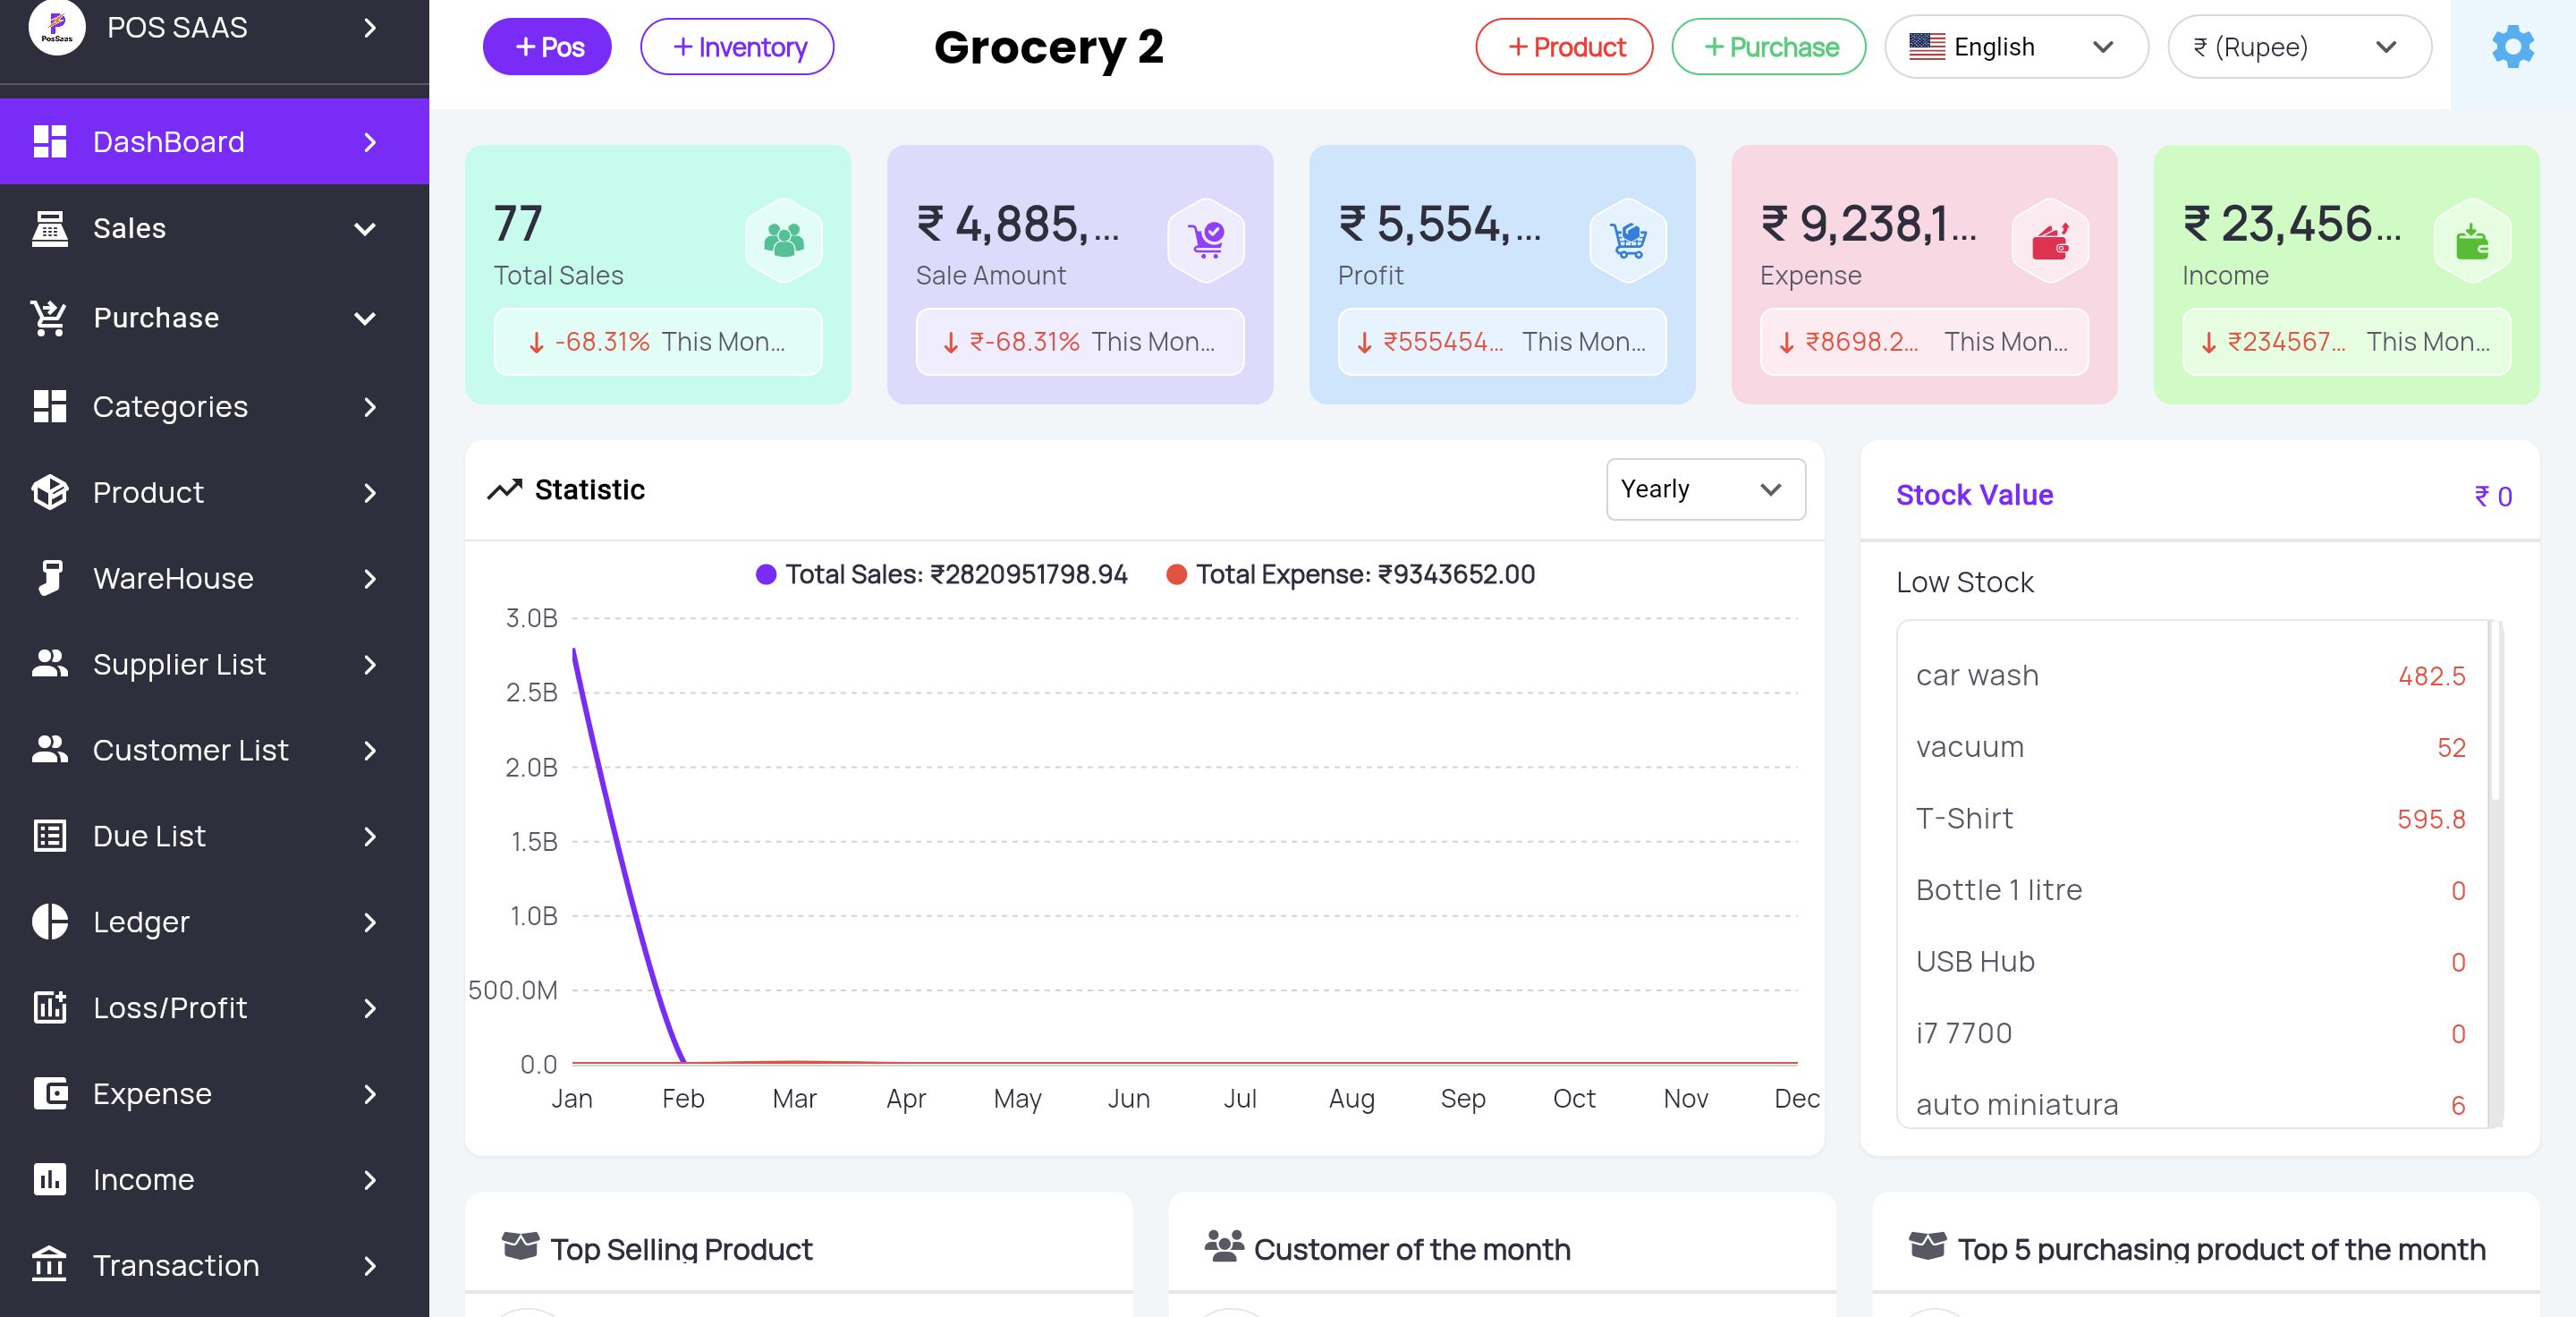 PosSaas
POS SAAS
DashBoard
Sales
Purchase
Categories
Product
WareHouse
Supplier List
Customer List
Due List
Ledger
Loss/Profit
Expense
Income
Transaction
+ Pos
+ Inventory
Grocery 2
+ Product
+ Purchase
English
₹ (Rupee)
77
Total Sales
-68.31% This Mon...
₹ 4,885,...
Sale Amount
₹-68.31% This Mon...
₹ 5,554,...
Profit
₹555454... This Mon...
₹ 9,238,1...
Expense
₹8698.2... This Mon...
₹ 23,456...
Income
₹234567... This Mon...
Statistic
Yearly
Total Sales: ₹2820951798.94
Total Expense: ₹9343652.00
3.0B
2.5B
2.0B
1.5B
1.0B
500.0M
0.0
Jan Feb Mar Apr May Jun Jul Aug Sep Oct Nov Dec
Stock Value ₹ 0
Low Stock
car wash 482.5
vacuum 52
T-Shirt 595.8
Bottle 1 litre 0
USB Hub 0
i7 7700 0
auto miniatura 6
Top Selling Product
Customer of the month
Top 5 purchasing product of the month